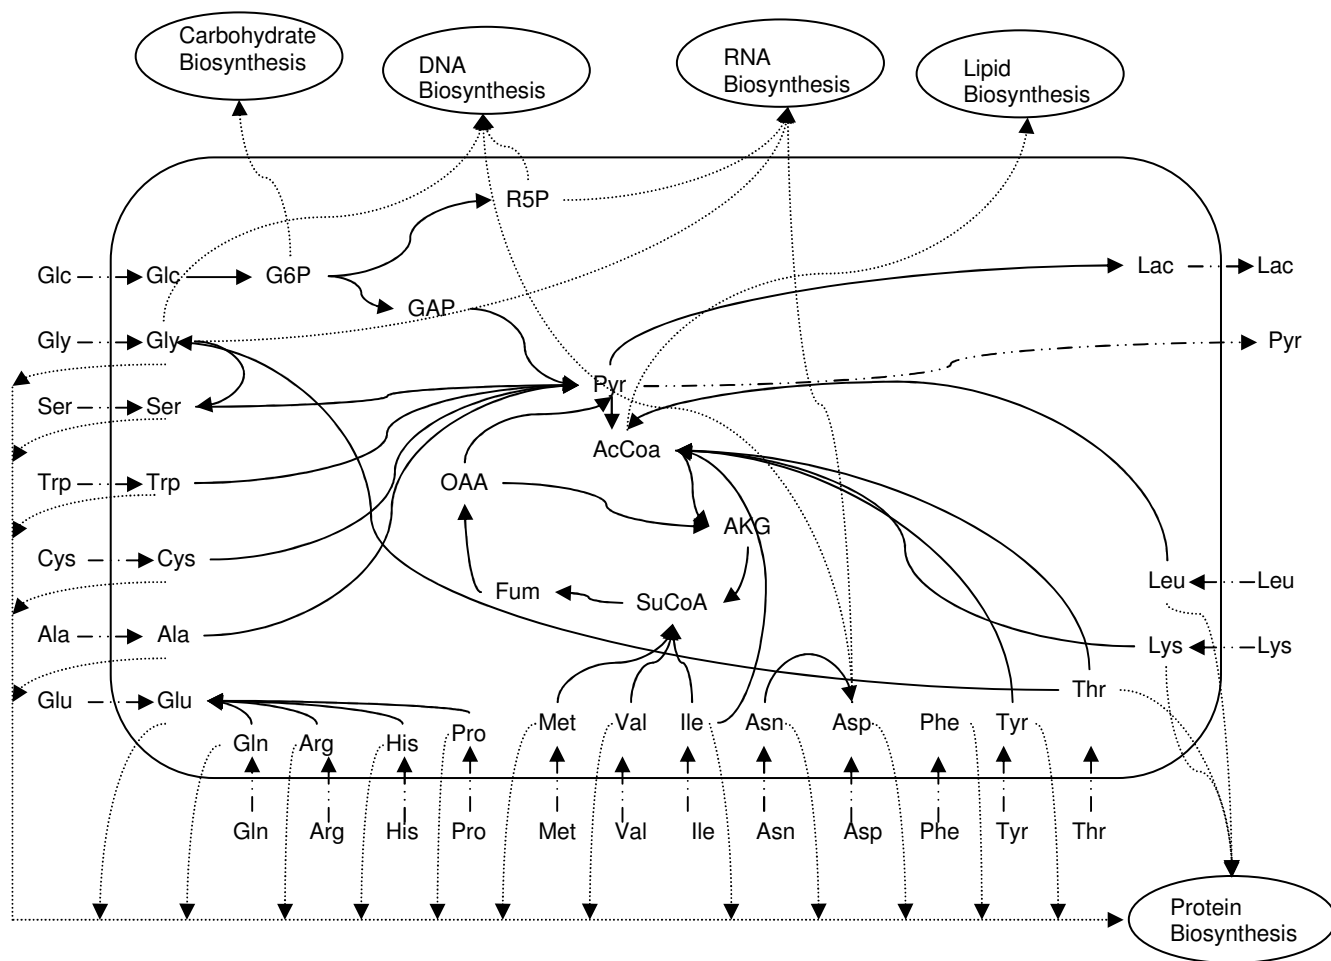 Carbohydrate
Biosynthesis
DNA
Biosynthesis
RNA
Biosynthesis
Lipid
Biosynthesis
R5P
Glc
Glc
G6P
Lac
Lac
GAP
Gly
Gly
Pyr
Pyr
Ser
Ser
AcCoa
Trp
Trp
OAA
AKG
Cys
Cys
Fum
SuCoA
Leu
Leu
Ala
Ala
Lys
Lys
Glu
Glu
Thr
Gln
Arg
His
Pro
Met
Val
Ile
Asn
Asp
Phe
Tyr
Gln
Arg
His
Pro
Met
Val
Ile
Asn
Asp
Phe
Tyr
Thr
Protein
Biosynthesis